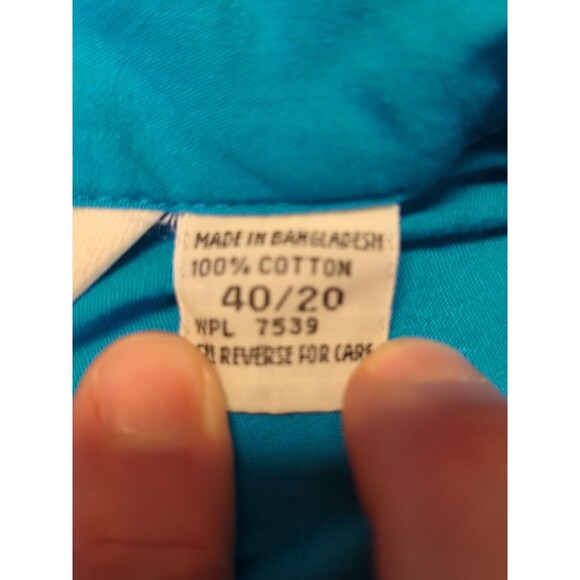 MADE IN BANGLADESH
100% COTTON
40/20
WPL 7539
REVERSE FOR CARE